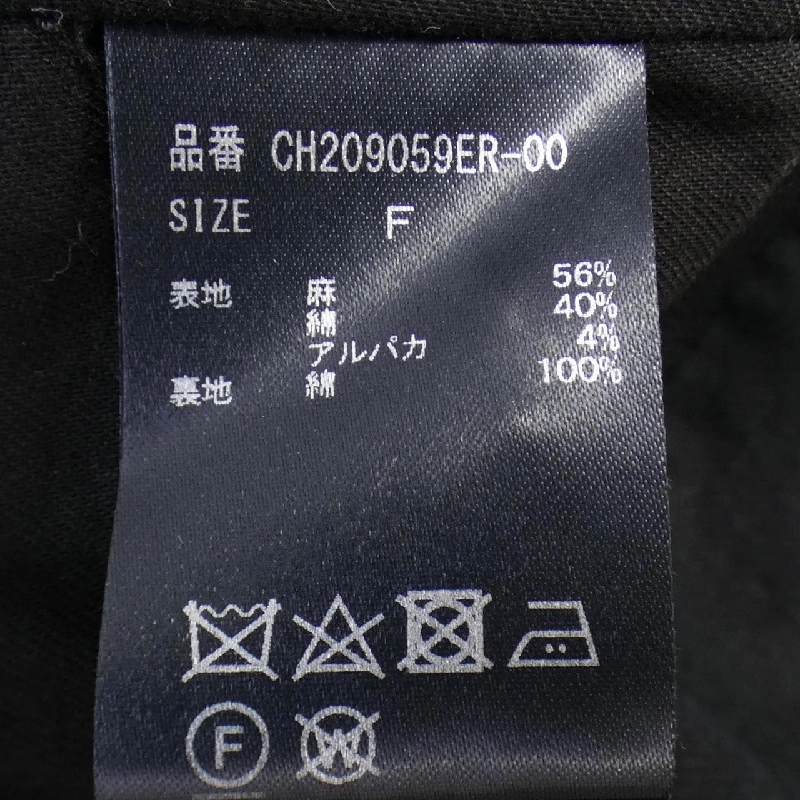 品番 CH209059ER-00
SIZE F
表地 麻 56%
綿 40%
アルパカ 4%
裏地 綿 100%
F W